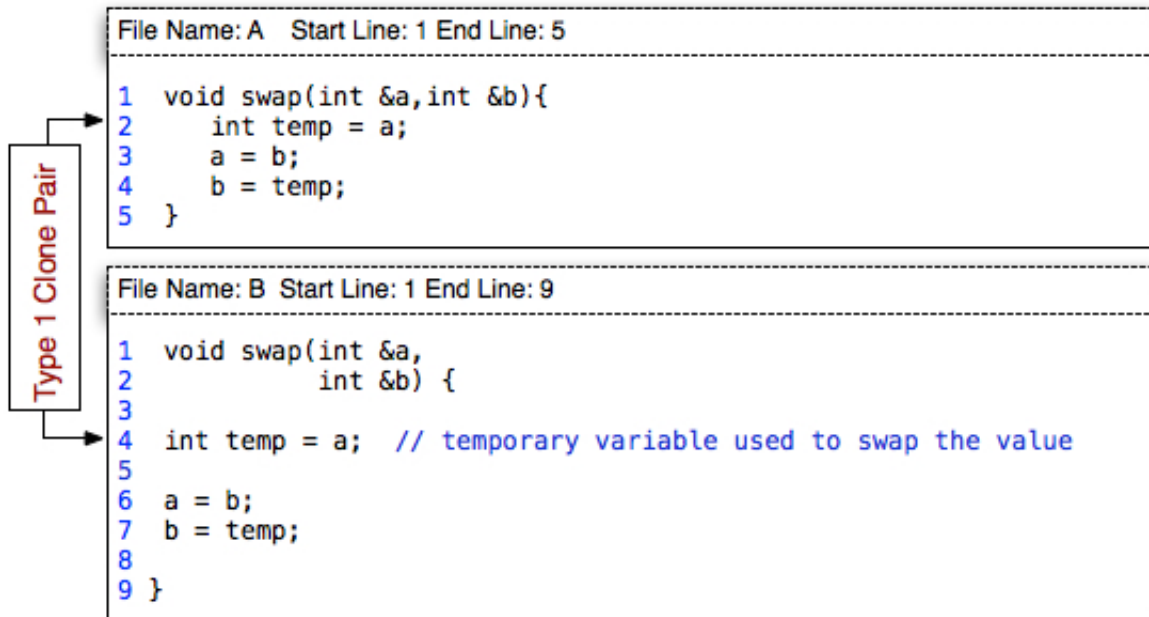 File Name: A    Start Line: 1 End Line: 5
1  void swap(int &a,int &b){
2     int temp = a;
3     a = b;
4     b = temp;
5  }
Type 1 Clone Pair
File Name: B  Start Line: 1 End Line: 9
1  void swap(int &a,
2            int &b) {
3
4  int temp = a;  // temporary variable used to swap the value
5
6  a = b;
7  b = temp;
8
9 }